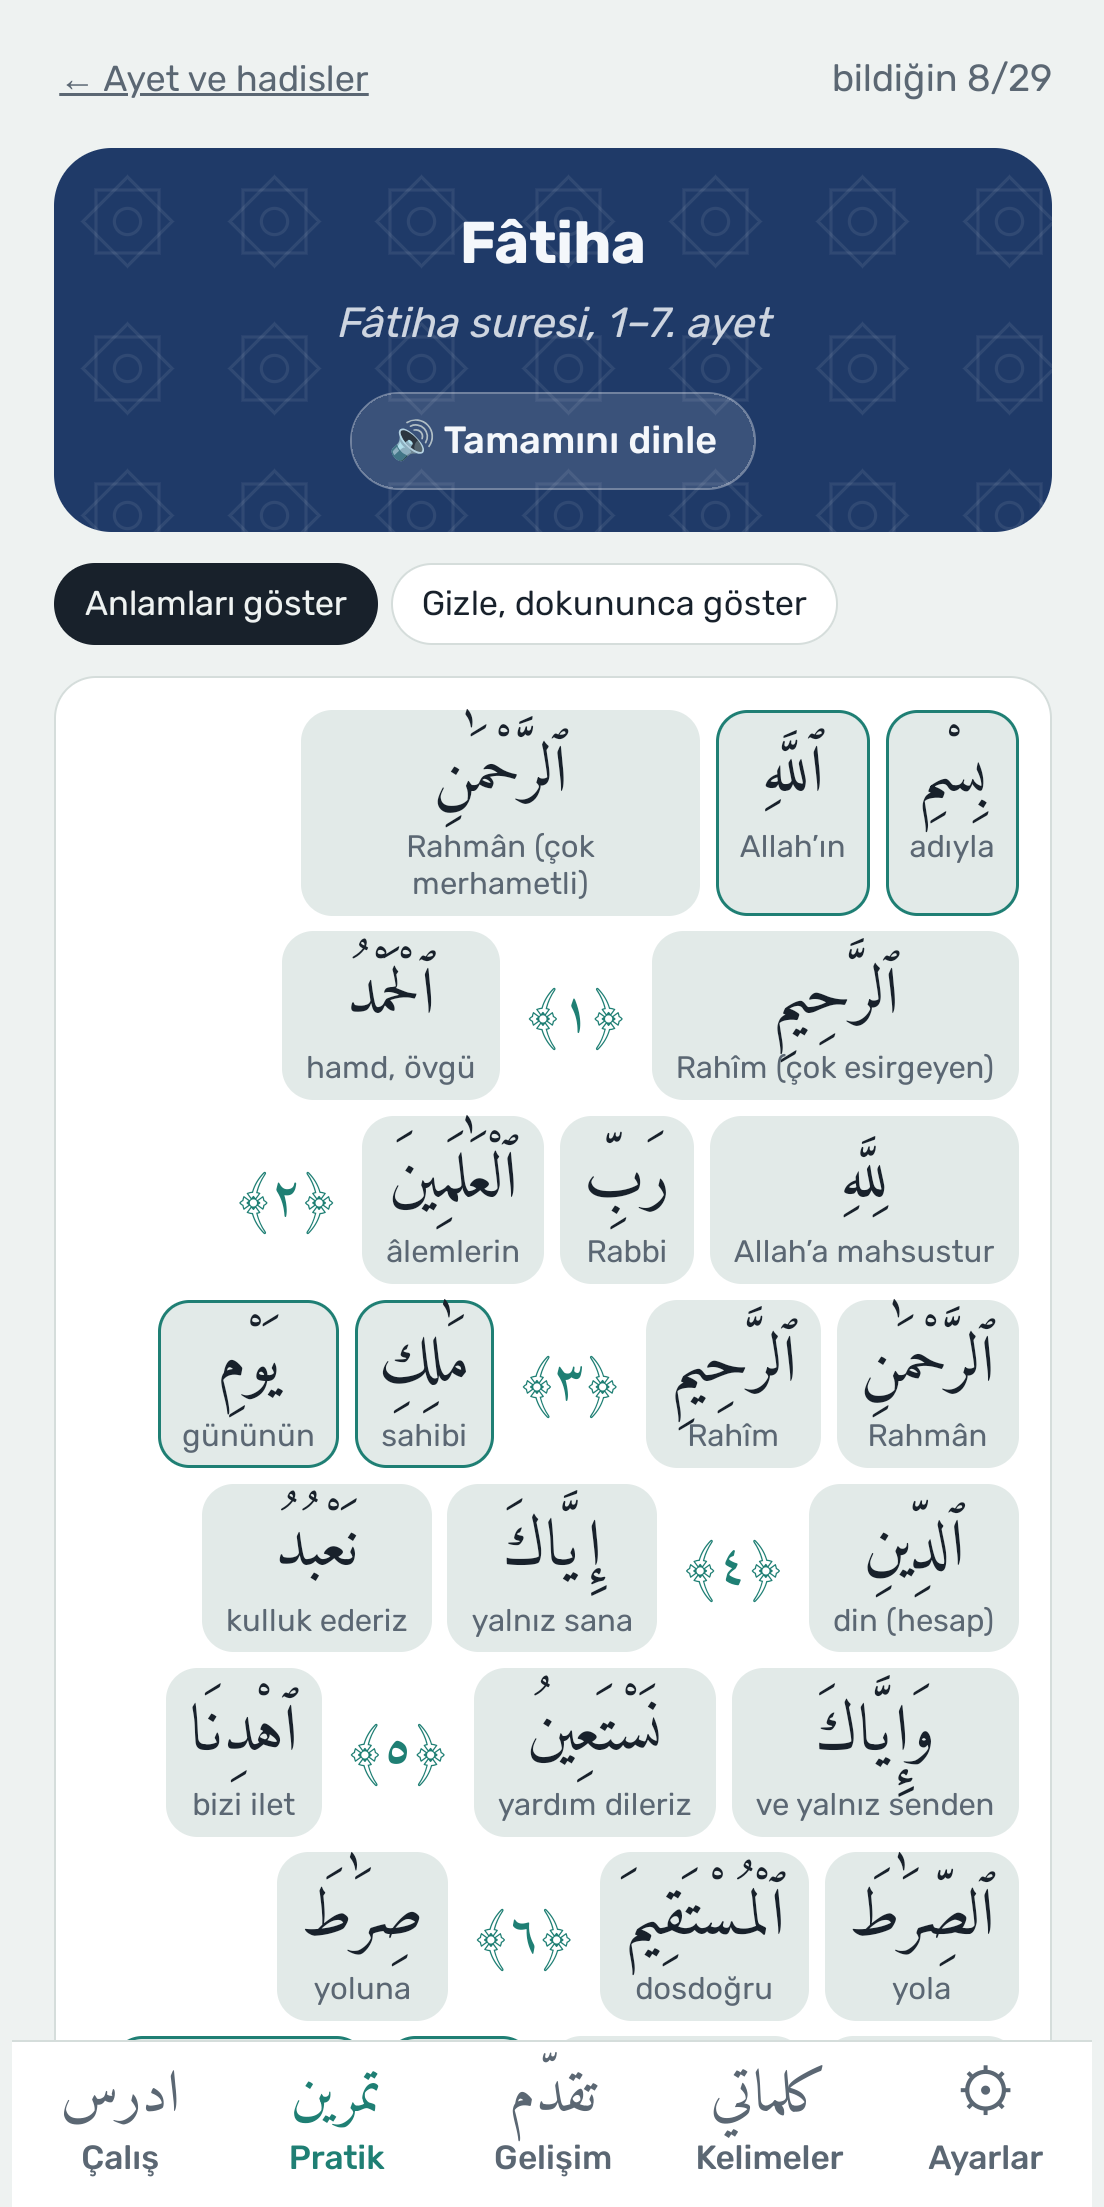 ← Ayet ve hadisler
bildiğin 8/29
Fâtiha
Fâtiha suresi, 1–7. ayet
🔊 Tamamını dinle
Anlamları göster
Gizle, dokununca göster
بِسْمِ ٱللَّهِ ٱلرَّحْمَٰنِ
adıyla Allah’ın Rahmân (çok merhametli)
ٱلرَّحِيمِ ﴿١﴾ ٱلْحَمْدُ
Rahîm (çok esirgeyen) hamd, övgü
لِلَّهِ رَبِّ ٱلْعَٰلَمِينَ ﴿٢﴾
Allah’a mahsustur Rabbi âlemlerin
ٱلرَّحْمَٰنِ ٱلرَّحِيمِ ﴿٣﴾ مَٰلِكِ يَوْمِ
Rahmân Rahîm sahibi gününün
ٱلدِّينِ ﴿٤﴾ إِيَّاكَ نَعْبُدُ
din (hesap) yalnız sana kulluk ederiz
وَإِيَّاكَ نَسْتَعِينُ ﴿٥﴾ ٱهْدِنَا
ve yalnız senden yardım dileriz bizi ilet
ٱلصِّرَٰطَ ٱلْمُسْتَقِيمَ ﴿٦﴾ صِرَٰطَ
yola dosdoğru yoluna
ادرس تمرين تقدّم كلماتي
Çalış Pratik Gelişim Kelimeler Ayarlar